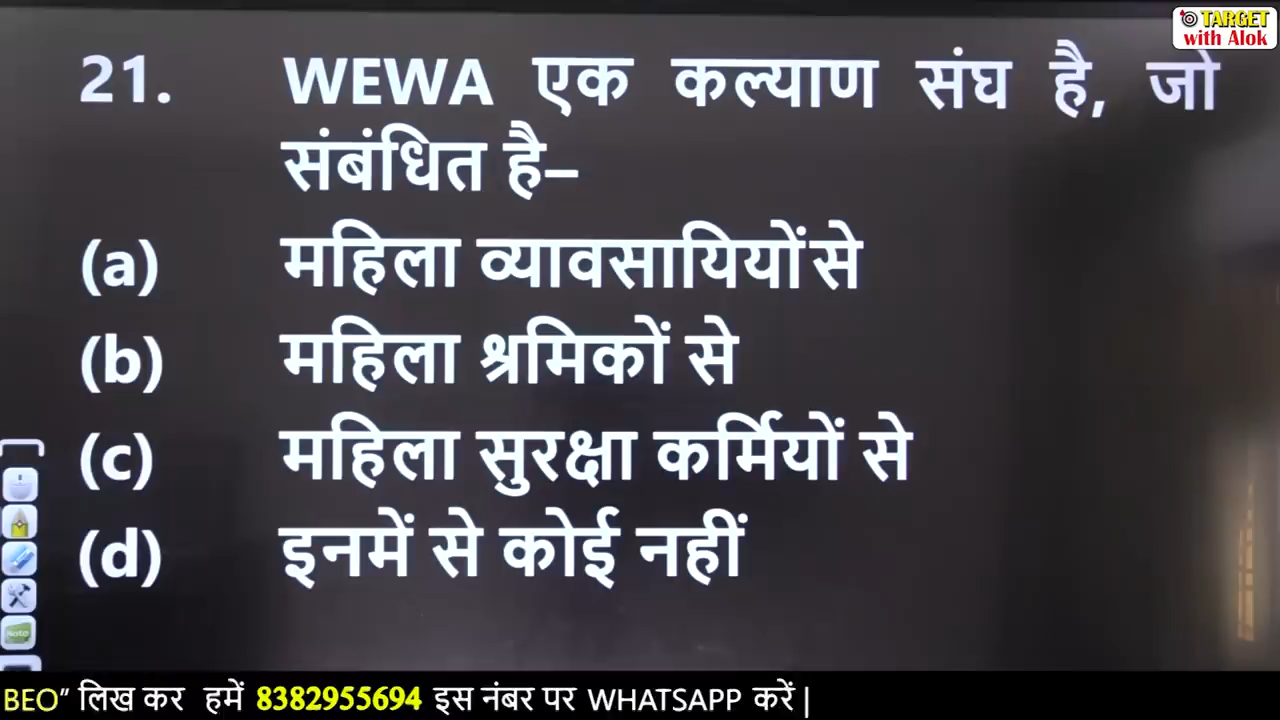 TARGET
with Alok
21. WEWA एक कल्याण संघ है, जो
संबंधित है–
(a) महिला व्यावसायियों से
(b) महिला श्रमिकों से
(c) महिला सुरक्षा कर्मियों से
(d) इनमें से कोई नहीं
Note
BEO” लिख कर हमें 8382955694 इस नंबर पर WHATSAPP करें |